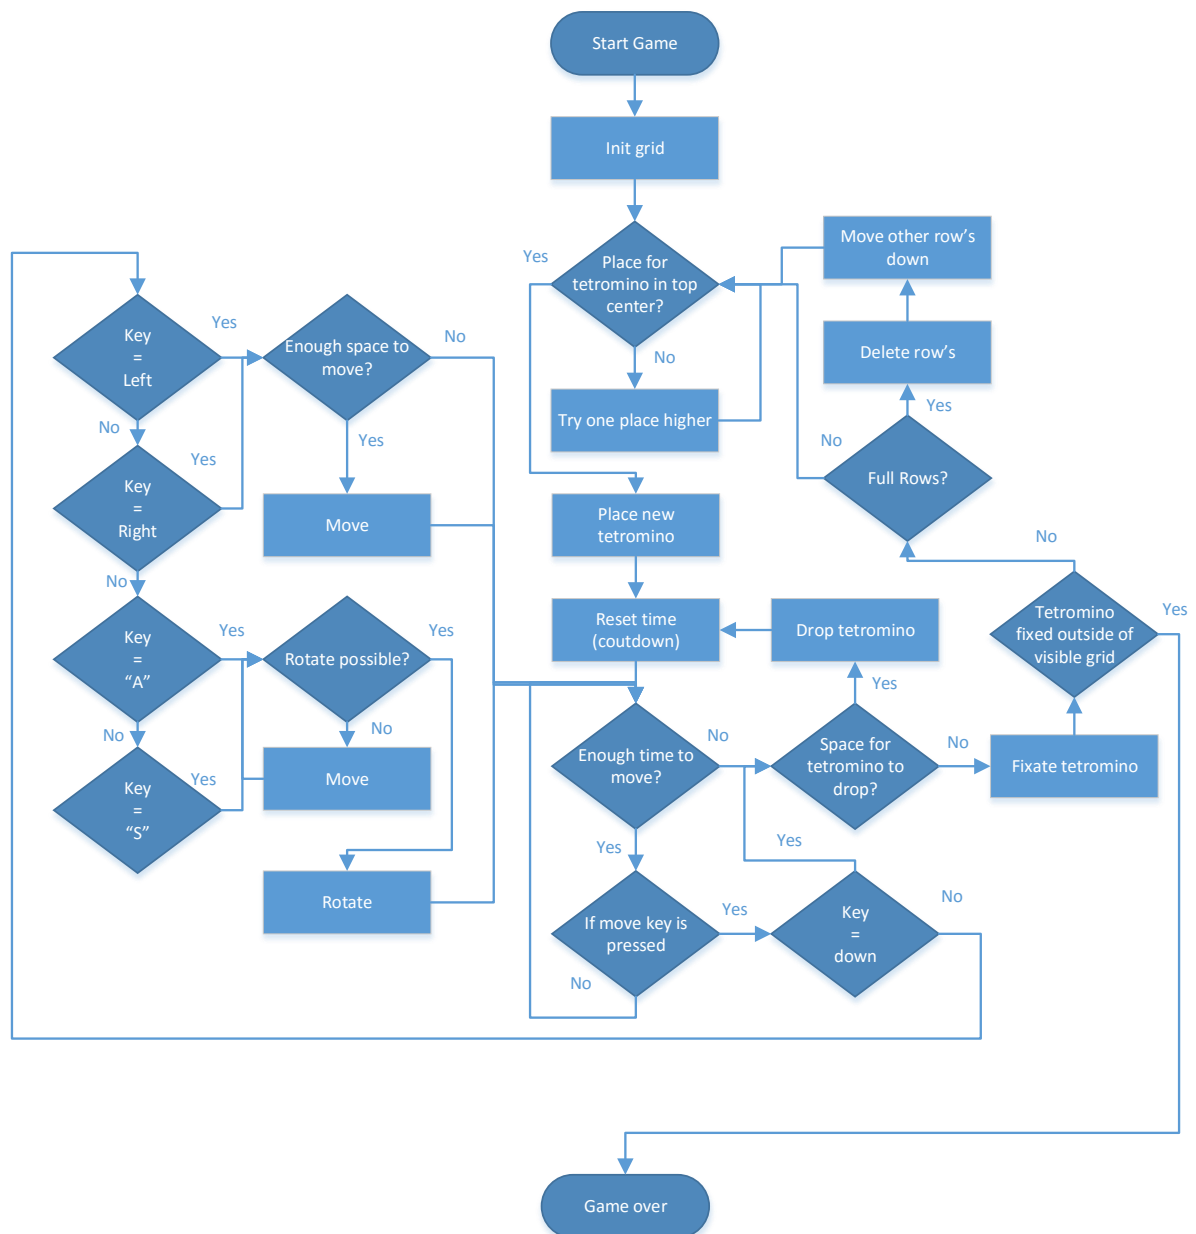 Start Game
Init grid
Yes
Place for
tetromino in top
center?
Move other row's
down
Key
=
Left
Yes
Enough space to
move?
No
No
Delete row's
Try one place higher
Yes
No
Yes
No
Yes
Key
=
Right
Move
Full Rows?
Place new
tetromino
No
No
Key
=
"A"
Yes
Rotate possible?
Yes
Reset time
(coutdown)
Drop tetromino
Tetromino
fixed outside of
visible grid
Yes
No
No
Yes
Key
=
"S"
Yes
Move
Enough time to
move?
No
Space for
tetromino to
drop?
No
Fixate tetromino
Yes
Yes
Rotate
If move key is
pressed
Yes
Key
=
down
No
No
Game over